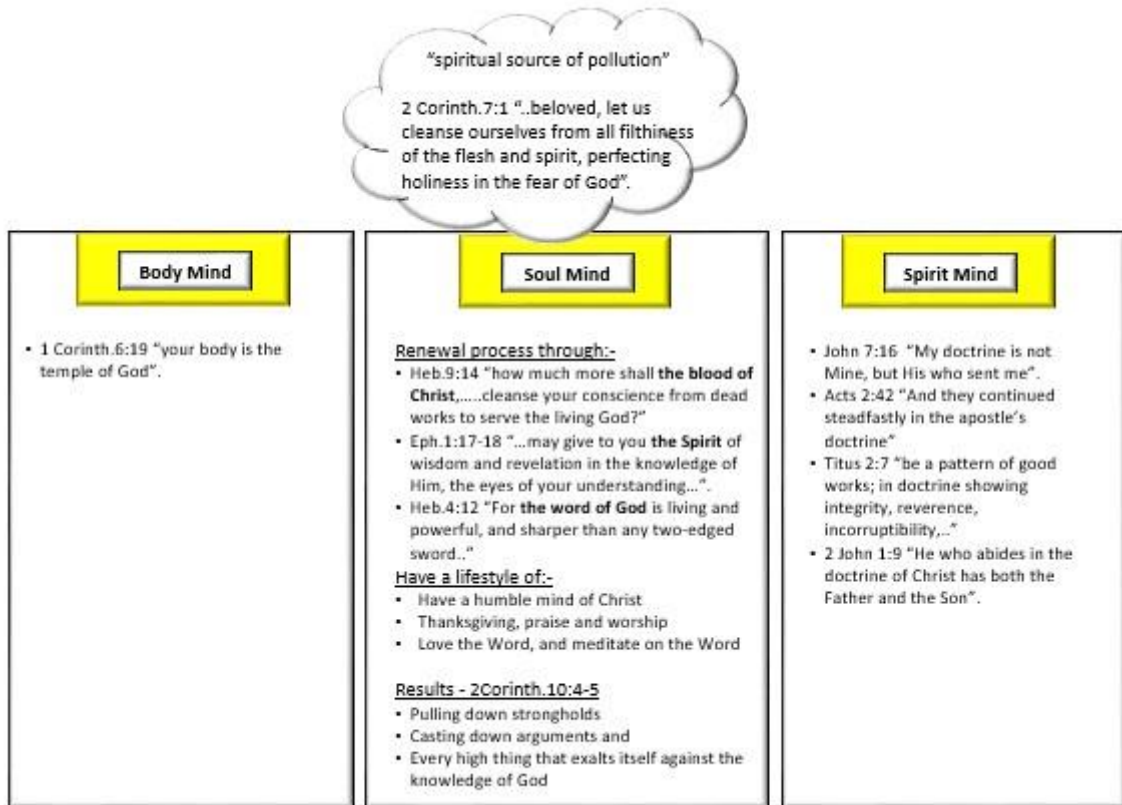 “spiritual source of pollution”
2 Corinth.7:1 “..beloved, let us
cleanse ourselves from all filthiness
of the flesh and spirit, perfecting
holiness in the fear of God”.
Body Mind
• 1 Corinth.6:19 “your body is the
temple of God”.
Soul Mind
Renewal process through:-
• Heb.9:14 “how much more shall the blood of
Christ,.....cleanse your conscience from dead
works to serve the living God?”
• Eph.1:17-18 “...may give to you the Spirit of
wisdom and revelation in the knowledge of
Him, the eyes of your understanding...”.
• Heb.4:12 “For the word of God is living and
powerful, and sharper than any two-edged
sword..”
Have a lifestyle of:-
• Have a humble mind of Christ
• Thanksgiving, praise and worship
• Love the Word, and meditate on the Word
Results - 2Corinth.10:4-5
• Pulling down strongholds
• Casting down arguments and
• Every high thing that exalts itself against the
knowledge of God
Spirit Mind
• John 7:16 “My doctrine is not
Mine, but His who sent me”.
• Acts 2:42 “And they continued
steadfastly in the apostle’s
doctrine”
• Titus 2:7 “be a pattern of good
works; in doctrine showing
integrity, reverence,
incorruptibility,..”
• 2 John 1:9 “He who abides in the
doctrine of Christ has both the
Father and the Son”.